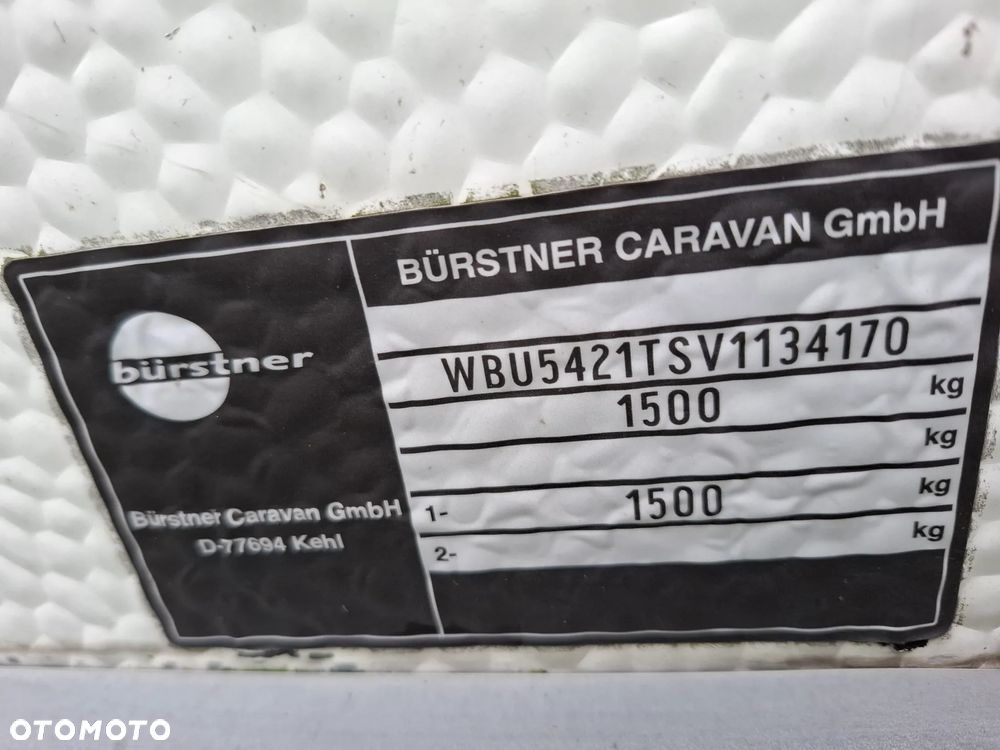 BÜRSTNER CARAVAN GmbH
bürstner
WBU5421TSV1134170
1500 kg
kg
1- 1500 kg
2- kg
Bürstner Caravan GmbH
D-77694 Kehl
OTOMOTO